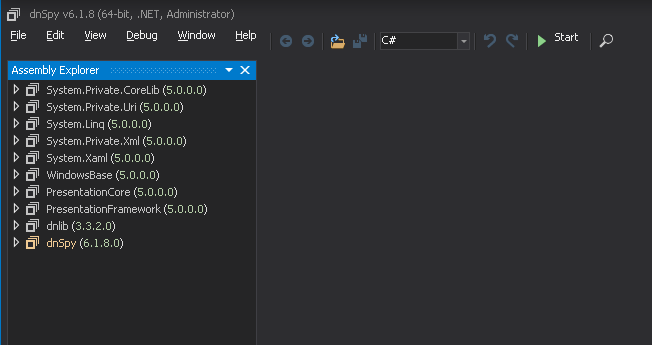 dnSpy v6.1.8 (64-bit, .NET, Administrator)
File Edit View Debug Window Help C# Start
Assembly Explorer
System.Private.CoreLib (5.0.0.0)
System.Private.Uri (5.0.0.0)
System.Linq (5.0.0.0)
System.Private.Xml (5.0.0.0)
System.Xaml (5.0.0.0)
WindowsBase (5.0.0.0)
PresentationCore (5.0.0.0)
PresentationFramework (5.0.0.0)
dnlib (3.3.2.0)
dnSpy (6.1.8.0)